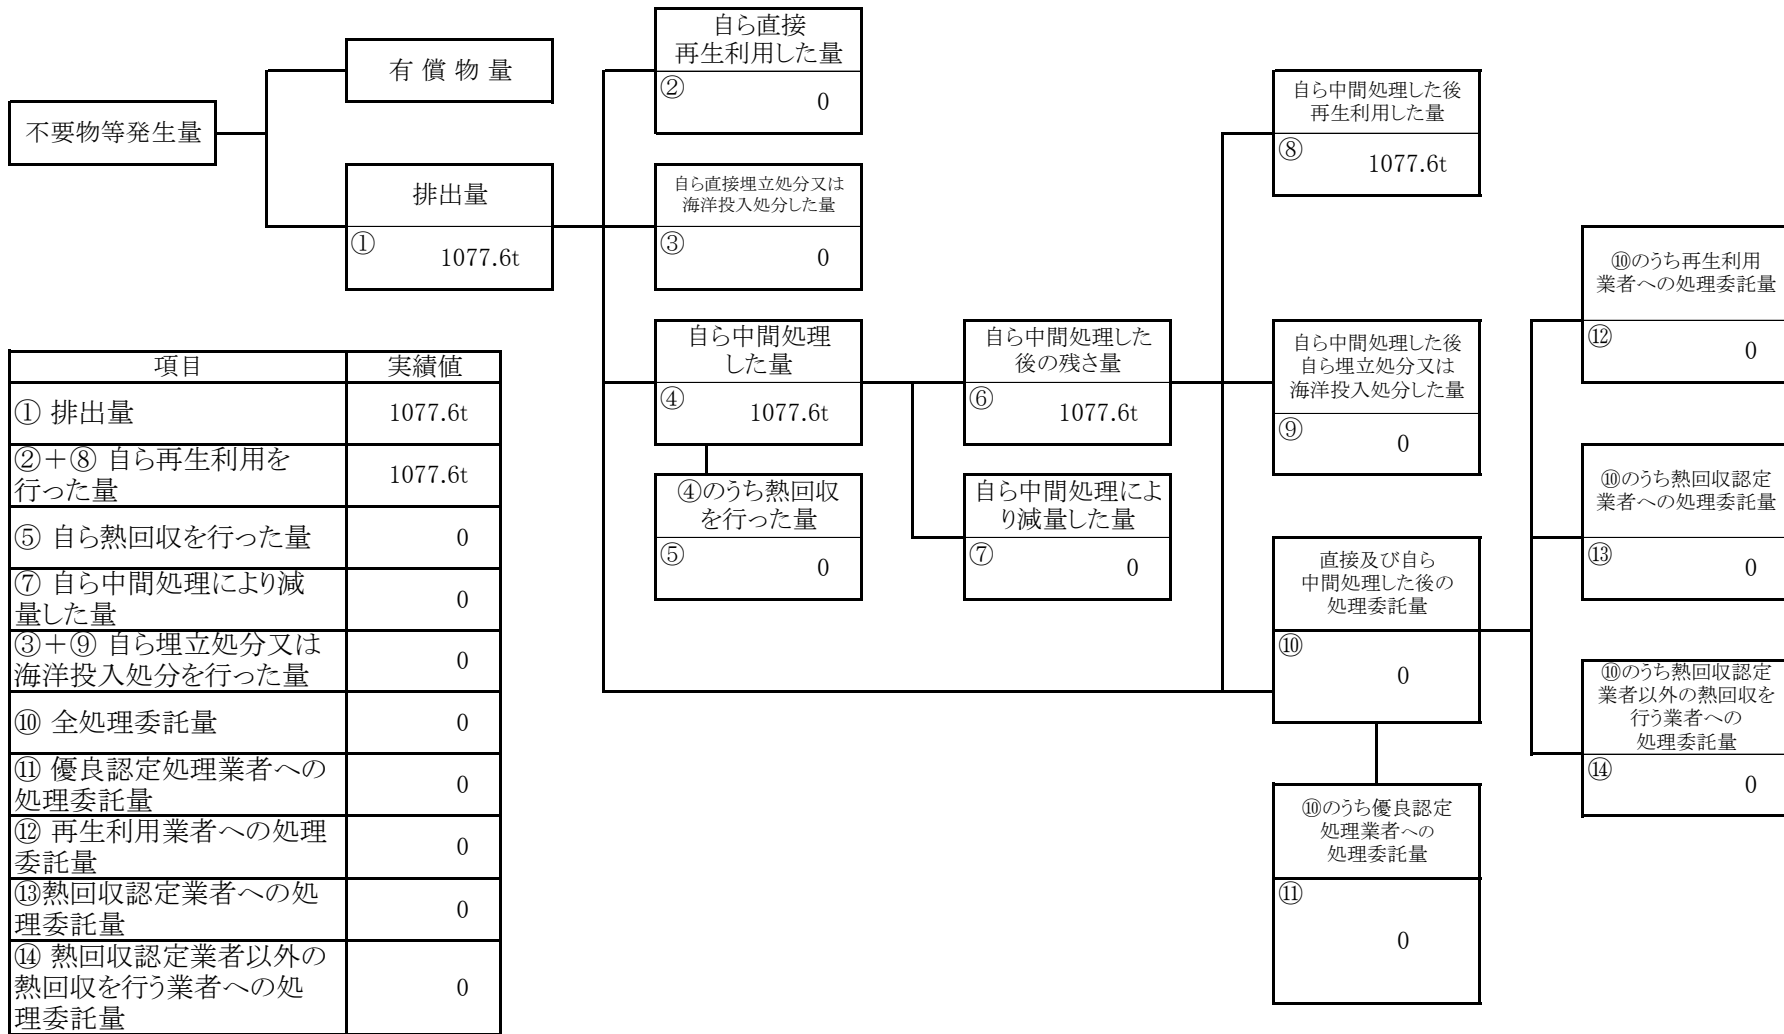 不要物等発生量
有償物量
排出量
①
1077.6t
自ら直接
再生利用した量
②
0
自ら直接埋立処分又は
海洋投入処分した量
③
0
自ら中間処理
した量
④
1077.6t
④のうち熱回収
を行った量
⑤
0
自ら中間処理した
後の残さ量
⑥
1077.6t
自ら中間処理によ
り減量した量
⑦
0
自ら中間処理した後
再生利用した量
⑧
1077.6t
自ら中間処理した後
自ら埋立処分又は
海洋投入処分した量
⑨
0
直接及び自ら
中間処理した後の
処理委託量
⑩
0
⑩のうち優良認定
処理業者への
処理委託量
⑪
0
⑩のうち再生利用
業者への処理委託量
⑫
0
⑩のうち熱回収認定
業者への処理委託量
⑬
0
⑩のうち熱回収認定
業者以外の熱回収を
行う業者への
処理委託量
⑭
0
項目 実績値
① 排出量 1077.6t
②+⑧ 自ら再生利用を
行った量 1077.6t
⑤ 自ら熱回収を行った量 0
⑦ 自ら中間処理により減
量した量 0
③+⑨ 自ら埋立処分又は
海洋投入処分を行った量 0
⑩ 全処理委託量 0
⑪ 優良認定処理業者への
処理委託量 0
⑫ 再生利用業者への処理
委託量 0
⑬熱回収認定業者への処
理委託量 0
⑭ 熱回収認定業者以外の
熱回収を行う業者への処
理委託量 0